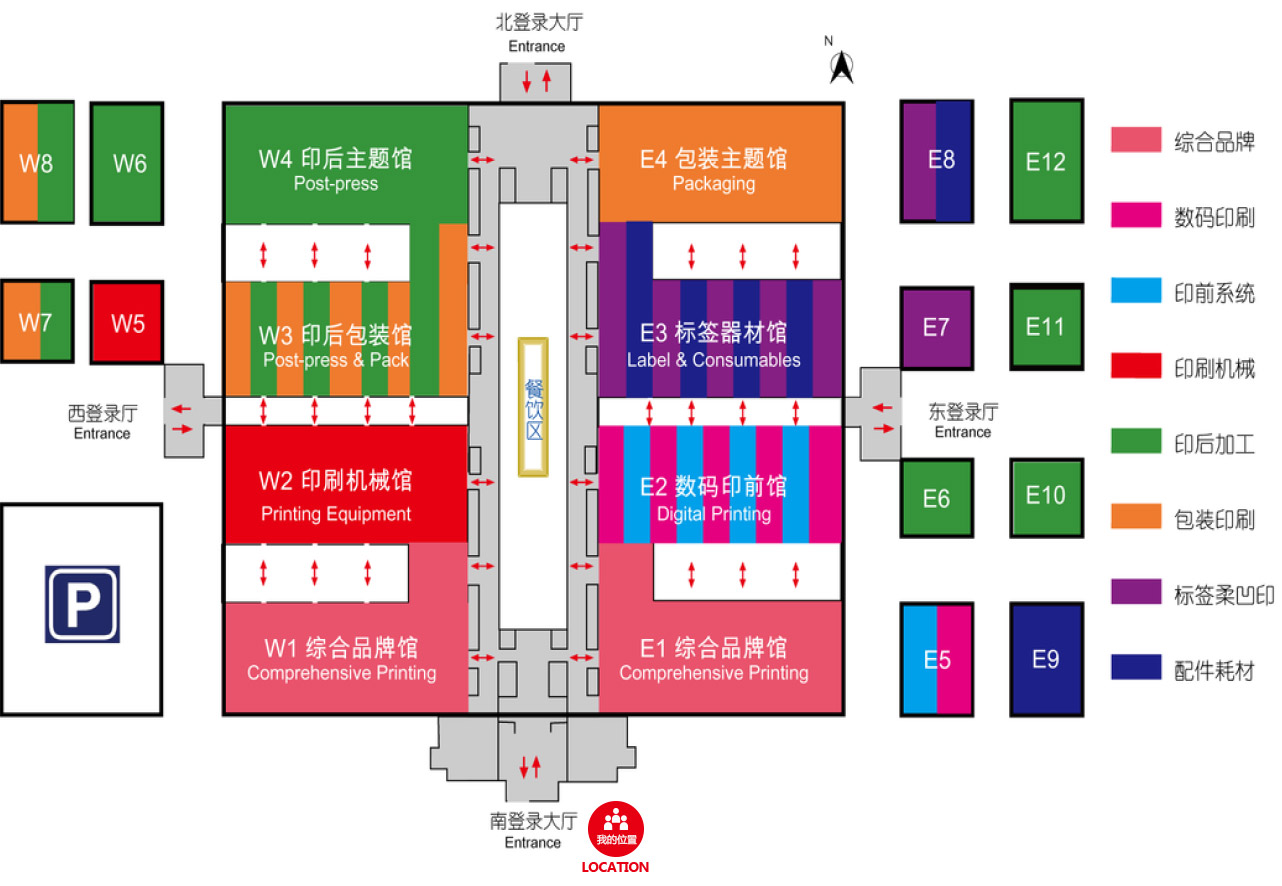 北登录大厅
Entrance
N
W8
W6
W4 印后主题馆
Post-press
E4 包装主题馆
Packaging
E8
E12
综合品牌
数码印刷
印前系统
印刷机械
印后加工
包装印刷
标签柔凹印
配件耗材
W7
W5
W3 印后包装馆
Post-press & Pack
E3 标签器材馆
Label & Consumables
E7
E11
西登录厅
Entrance
餐饮区
东登录厅
Entrance
W2 印刷机械馆
Printing Equipment
E2 数码印前馆
Digital Printing
E6
E10
P
W1 综合品牌馆
Comprehensive Printing
E1 综合品牌馆
Comprehensive Printing
E5
E9
南登录大厅
Entrance
我的位置
LOCATION